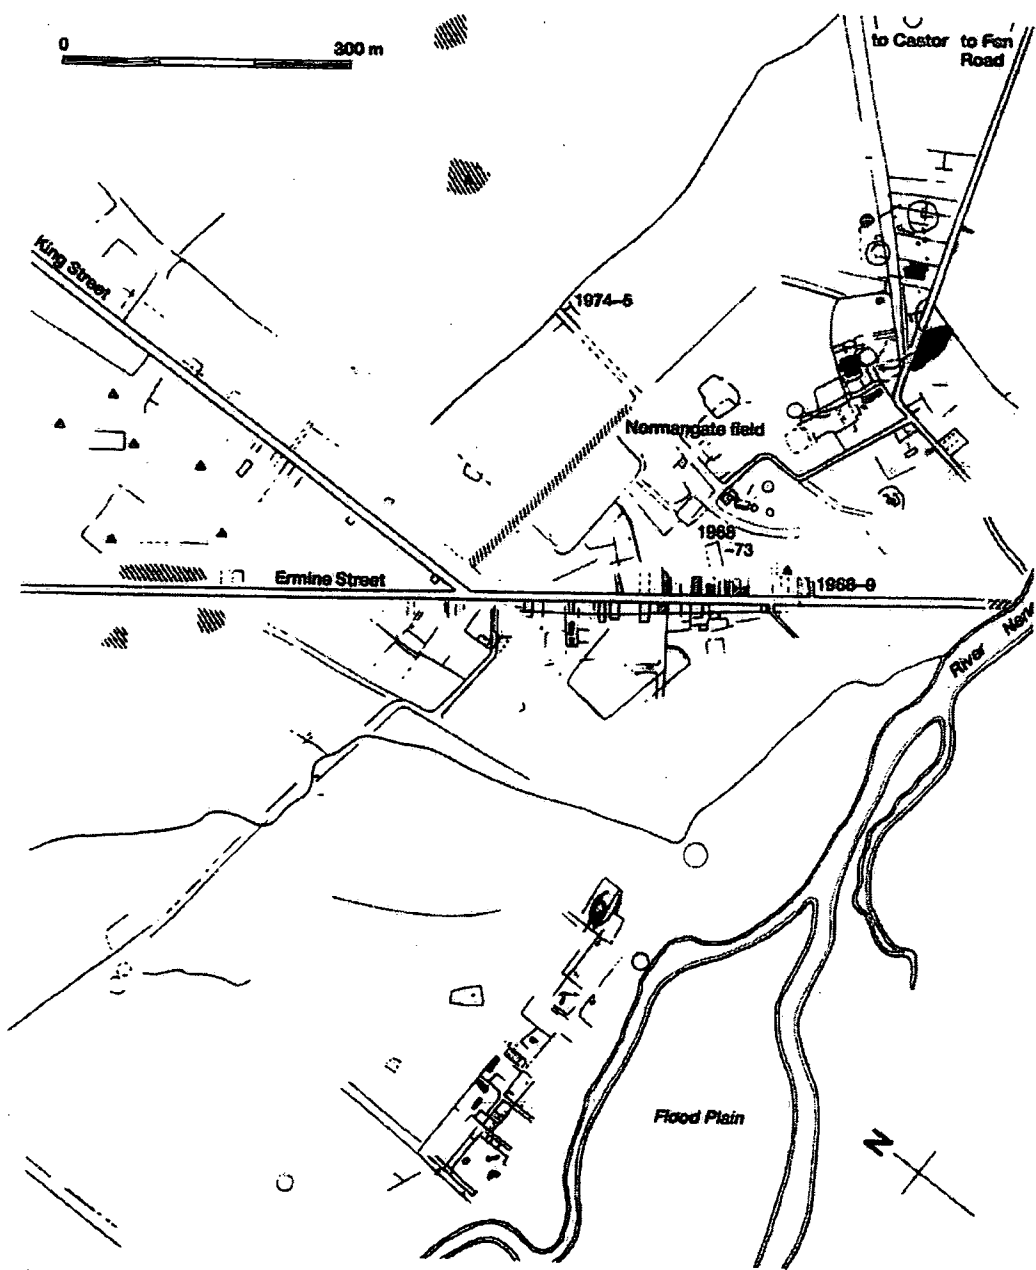 0 300 m
to Castor to Fen
Road
King Street
1974–5
Normangate field
1968
–73
Ermine Street
1968–9
River Nene
Flood Plain
N